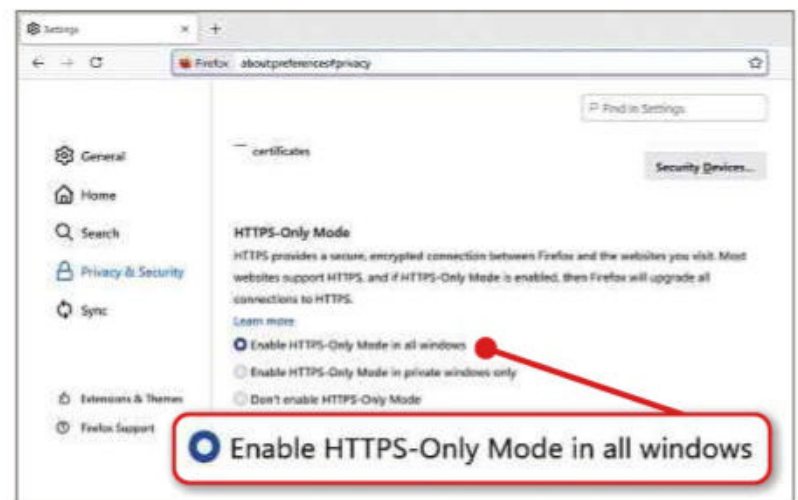 Settings × +
Firefox about:preferences#privacy
Find in Settings
General
certificates
Security Devices...
Home
Search
HTTPS-Only Mode
HTTPS provides a secure, encrypted connection between Firefox and the websites you visit. Most
Privacy & Security
websites support HTTPS, and if HTTPS-Only Mode is enabled, then Firefox will upgrade all
connections to HTTPS.
Sync
Learn more
Enable HTTPS-Only Mode in all windows
Enable HTTPS-Only Mode in private windows only
Extensions & Themes
Don't enable HTTPS-Only Mode
Firefox Support
Enable HTTPS-Only Mode in all windows